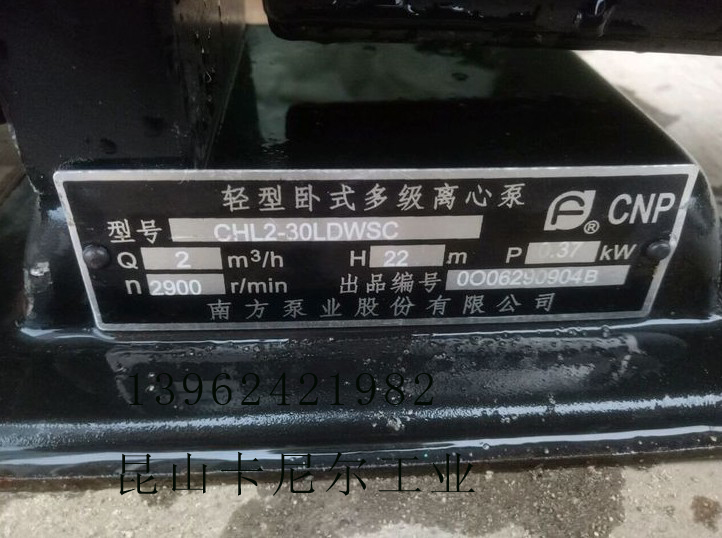 轻型卧式多级离心泵
CNP
型号 CHL2-30LDWSC
Q 2 m³/h H 22 m P 0.37 kW
n 2900 r/min 出品编号 0O06290904B
南方泵业股份有限公司
13962421982
昆山卡尼尔工业